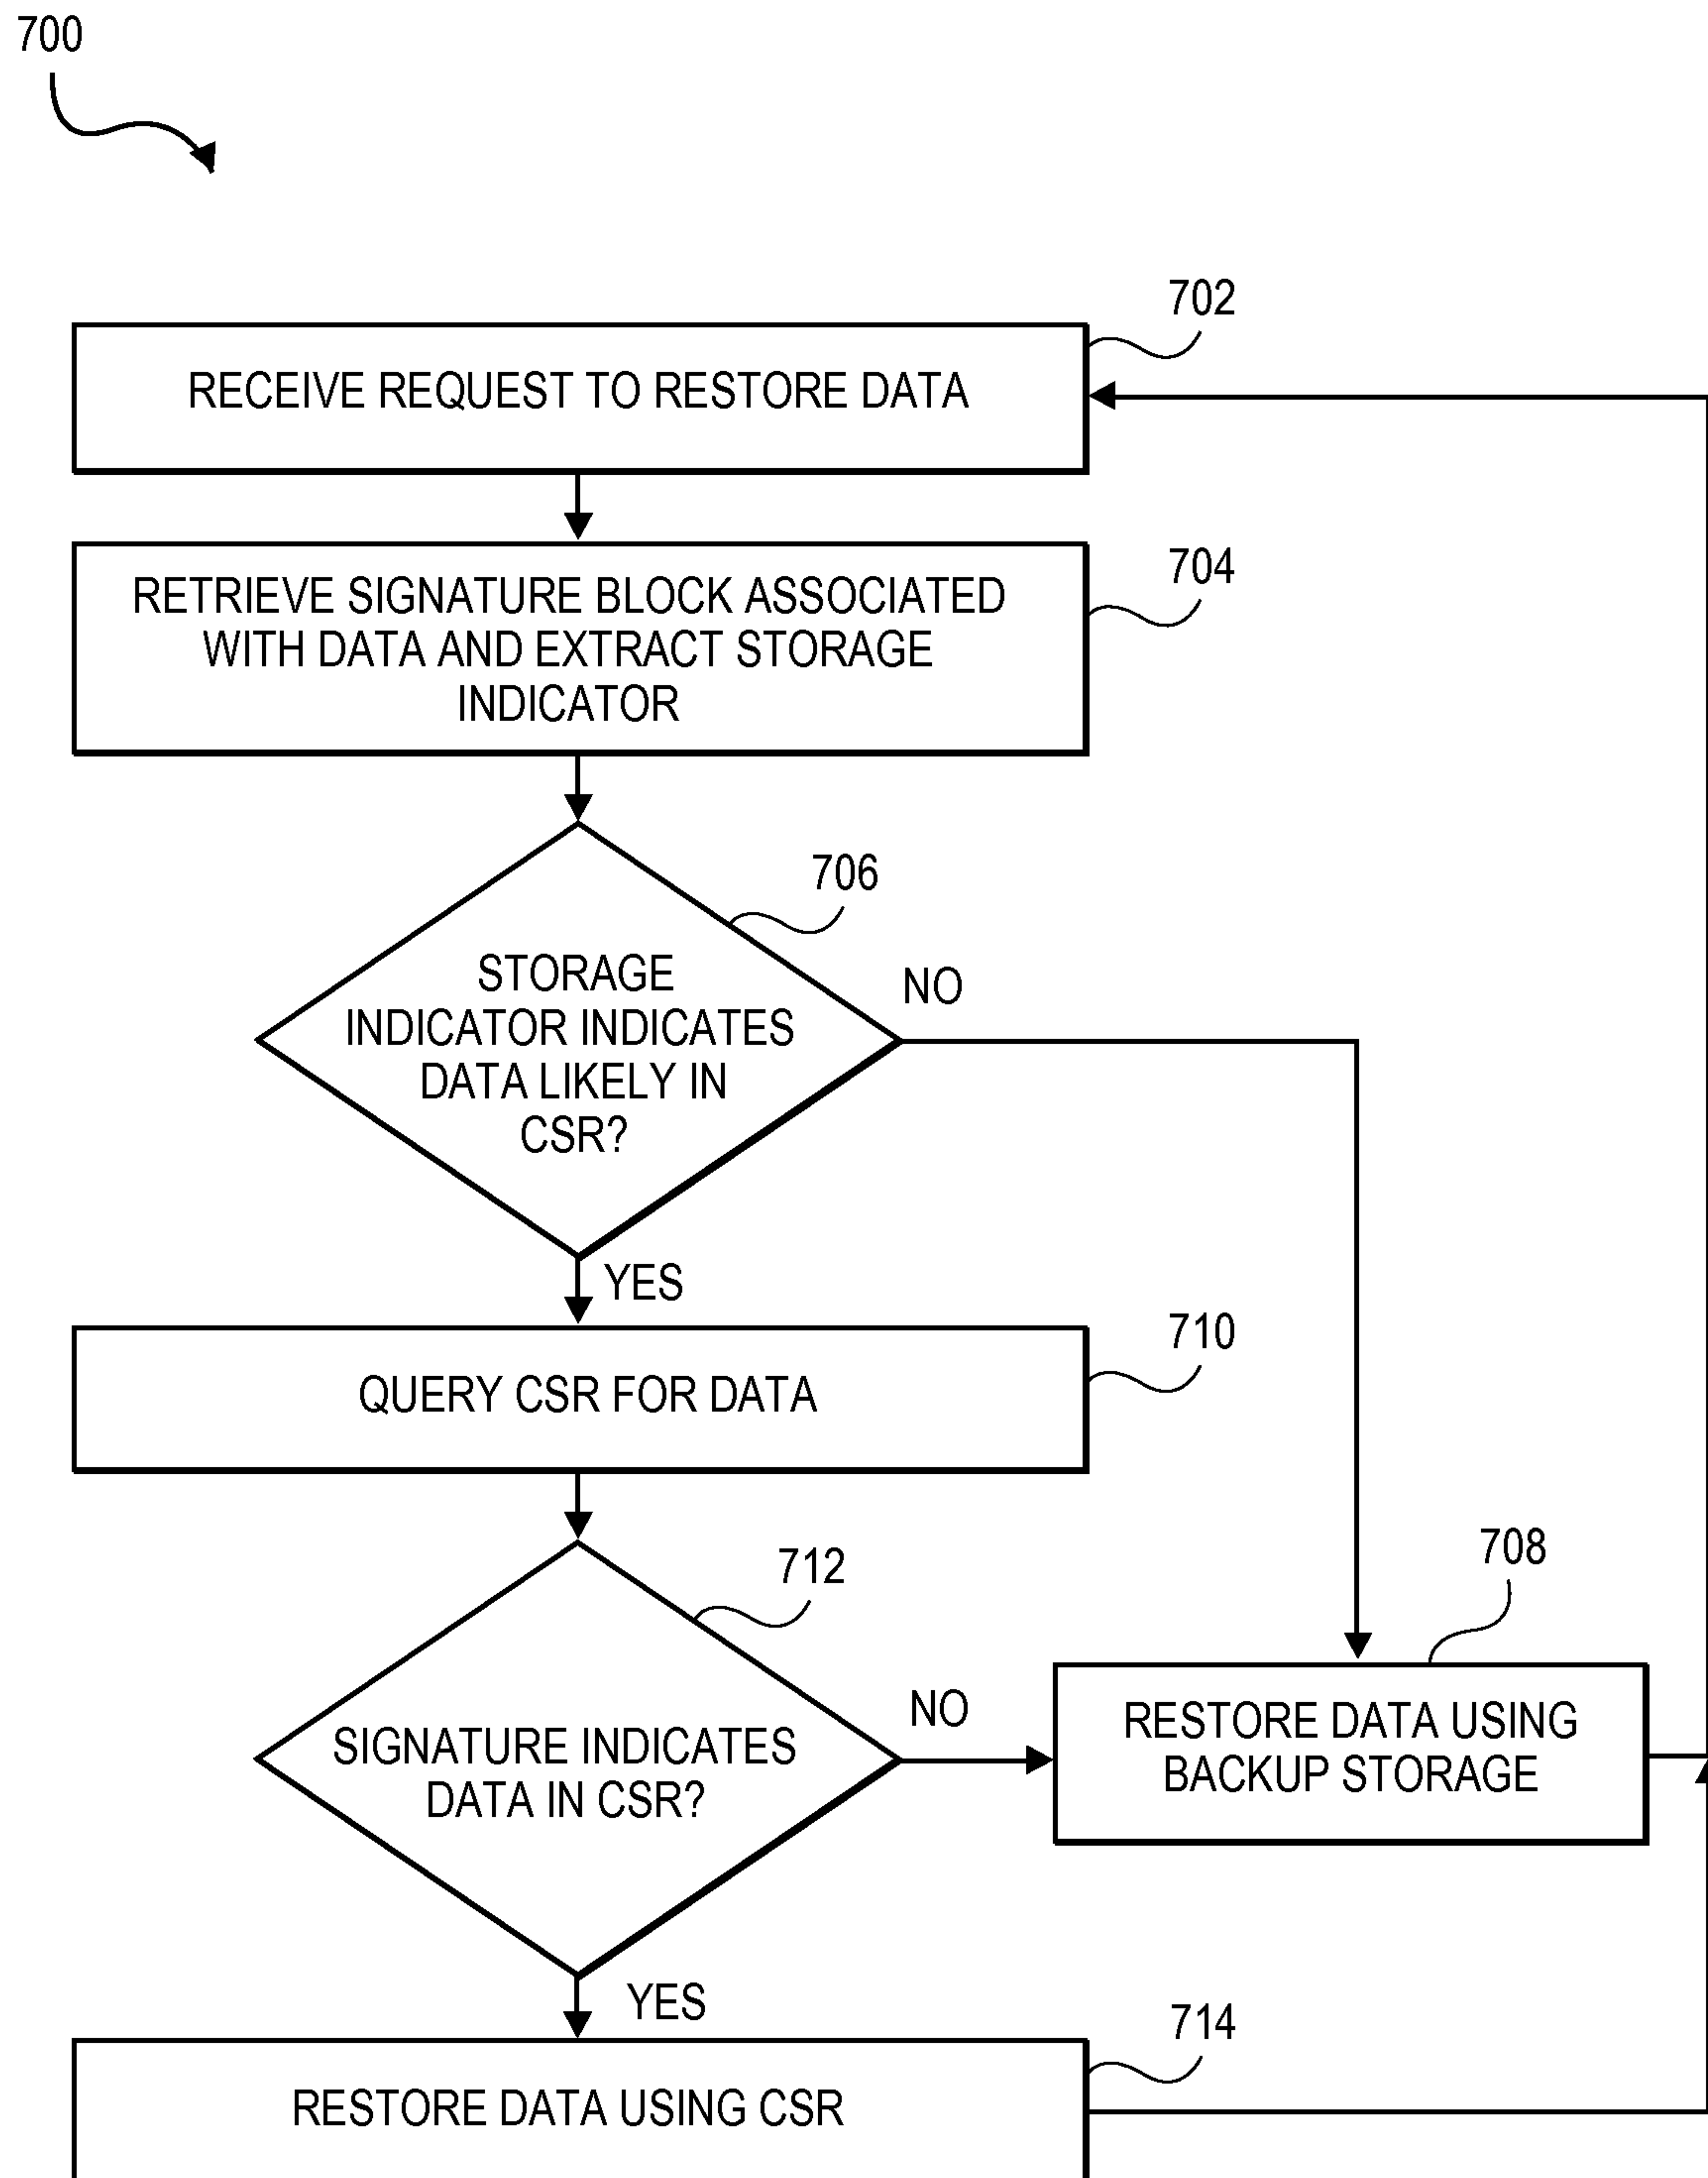 700
702
RECEIVE REQUEST TO RESTORE DATA
704
RETRIEVE SIGNATURE BLOCK ASSOCIATED
WITH DATA AND EXTRACT STORAGE
INDICATOR
706
STORAGE
INDICATOR INDICATES
DATA LIKELY IN
CSR?
NO
YES
710
QUERY CSR FOR DATA
712
SIGNATURE INDICATES
DATA IN CSR?
NO
708
RESTORE DATA USING
BACKUP STORAGE
YES
714
RESTORE DATA USING CSR